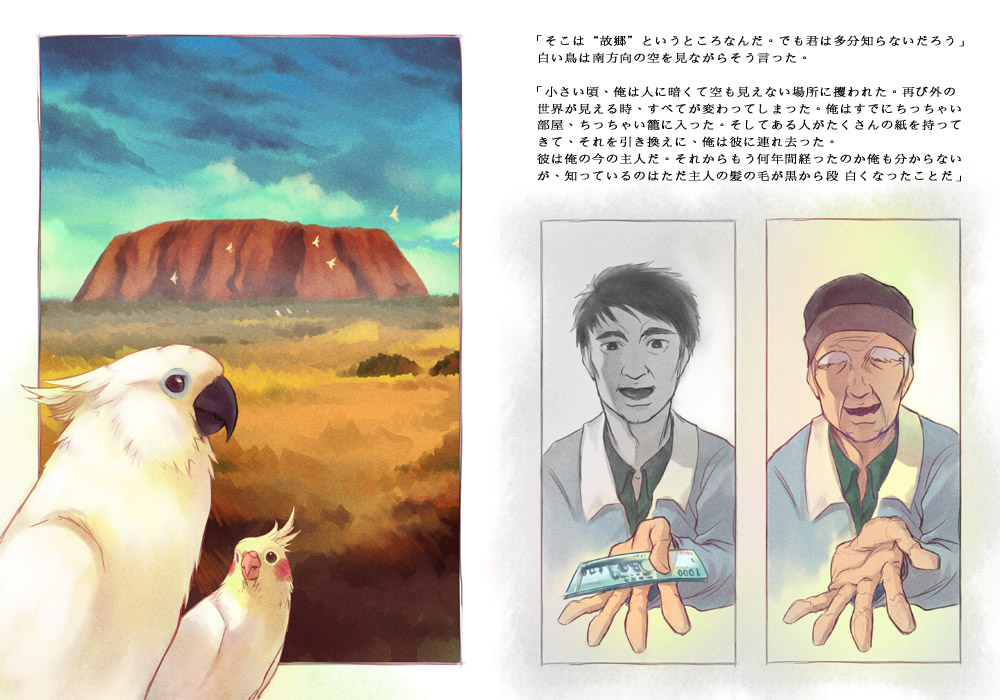 「そこは“故郷”というところなんだ。でも君は多分知らないだろう」
白い鳥は南方向の空を見ながらそう言った。
「小さい頃、俺は人に暗くて空も見えない場所に攫われた。再び外の
世界が見える時、すべてが変わってしまった。俺はすでにちっちゃい
部屋、ちっちゃい籠に入った。そしてある人がたくさんの紙を持って
きて、それを引き換えに、俺は彼に連れ去った。
彼は俺の今の主人だ。それからもう何年間経ったのか俺も分からない
が、知っているのはただ主人の髪の毛が黒から段 白くなったことだ」
1000